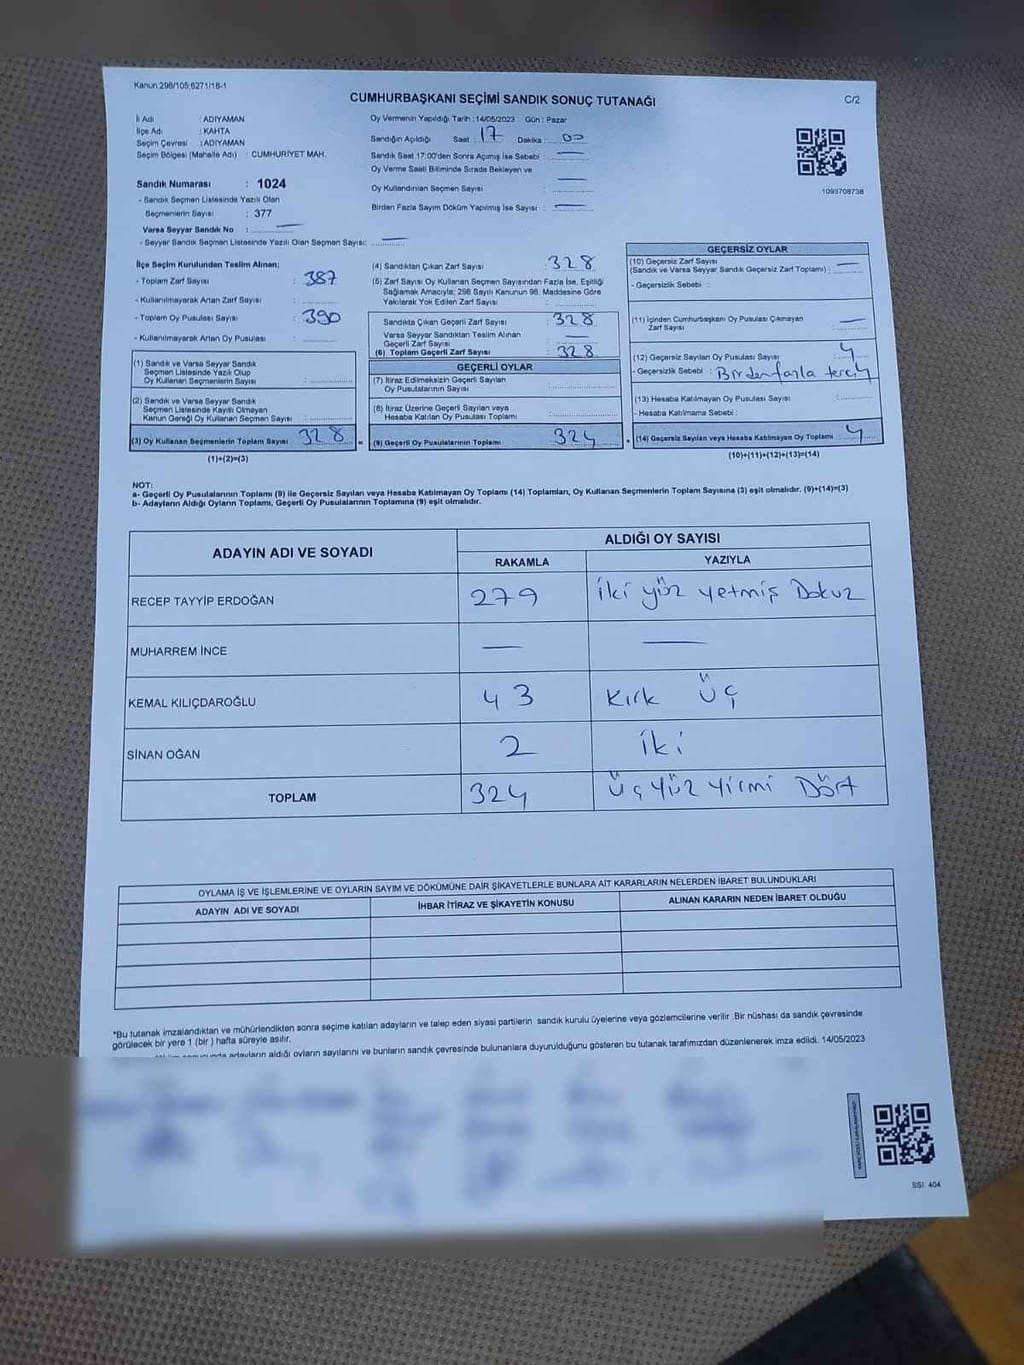 Kanun:298/105;6271/18-1
CUMHURBAŞKANI SEÇİMİ SANDIK SONUÇ TUTANAĞI
C/2
İl Adı : ADIYAMAN
İlçe Adı : KAHTA
Seçim Çevresi : ADIYAMAN
Seçim Bölgesi (Mahalle Adı) : CUMHURİYET MAH.
Sandık Numarası : 1024
- Sandık Seçmen Listesinde Yazılı Olan
Seçmenlerin Sayısı : 377
Varsa Seyyar Sandık No :
- Seyyar Sandık Seçmen Listesinde Yazılı Olan Seçmen Sayısı:
Oy Vermenin Yapıldığı Tarih : 14/05/2023 Gün : Pazar
Sandığın Açıldığı Saat : 17 Dakika : 00
Sandık Saat 17:00'den Sonra Açımış İse Sebebi :
Oy Verme Saati Bitiminde Sırada Bekleyen ve
Oy Kullandırılan Seçmen Sayısı :
Birden Fazla Sayım Döküm Yapılmış İse Sayısı :
1093708738
İlçe Seçim Kurulundan Teslim Alınan;
- Toplam Zarf Sayısı : 387
- Kullanılmayarak Artan Zarf Sayısı :
- Toplam Oy Pusulası Sayısı : 390
- Kullanılmayarak Artan Oy Pusulası :
(1) Sandık ve Varsa Seyyar Sandık
Seçmen Listesinde Yazılı Olup
Oy Kullanan Seçmenlerin Sayısı :
(2) Sandık ve Varsa Seyyar Sandık
Seçmen Listesinde Kayıtlı Olmayan
Kanun Gereği Oy Kullanan Seçmen Sayısı :
(3) Oy Kullanan Seçmenlerin Toplam Sayısı : 328 =
(1)+(2)=(3)
(4) Sandıktan Çıkan Zarf Sayısı : 328
(5) Zarf Sayısı Oy Kullanan Seçmen Sayısından Fazla İse, Eşitliği
Sağlamak Amacıyla; 298 Sayılı Kanunun 98. Maddesine Göre
Yakılarak Yok Edilen Zarf Sayısı :
Sandıkta Çıkan Geçerli Zarf Sayısı : 328
Varsa Seyyar Sandıktan Teslim Alınan
Geçerli Zarf Sayısı :
(6) Toplam Geçerli Zarf Sayısı : 328
GEÇERLİ OYLAR
(7) İtiraz Edilmeksizin Geçerli Sayılan
Oy Pusulalarının Sayısı :
(8) İtiraz Üzerine Geçerli Sayılan veya
Hesaba Katılan Oy Pusulası Toplamı :
(9) Geçerli Oy Pusulalarının Toplamı : 324 +
GEÇERSİZ OYLAR
(10) Geçersiz Zarf Sayısı
(Sandık ve Varsa Seyyar Sandık Geçersiz Zarf Toplamı) :
- Geçersizlik Sebebi :
(11) İçinden Cumhurbaşkanı Oy Pusulası Çıkmayan
Zarf Sayısı :
(12) Geçersiz Sayılan Oy Pusulası Sayısı : 4
- Geçersizlik Sebebi : Birden fazla terch
(13) Hesaba Katılmayan Oy Pusulası Sayısı :
- Hesaba Katılmama Sebebi :
(14) Geçersiz Sayılan veya Hesaba Katılmayan Oy Toplamı : 4
(10)+(11)+(12)+(13)=(14)
NOT:
a- Geçerli Oy Pusulalarının Toplamı (9) ile Geçersiz Sayılan veya Hesaba Katılmayan Oy Toplamı (14) Toplamları, Oy Kullanan Seçmenlerin Toplam Sayısına (3) eşit olmalıdır. (9)+(14)=(3)
b- Adayların Aldığı Oyların Toplamı, Geçerli Oy Pusulalarının Toplamına (9) eşit olmalıdır.
ADAYIN ADI VE SOYADI
ALDIĞI OY SAYISI
RAKAMLA
YAZIYLA
RECEP TAYYİP ERDOĞAN 279 iki yüz yetmiş Dokuz
MUHARREM İNCE
KEMAL KILIÇDAROĞLU 43 Kırk üç
SİNAN OĞAN 2 iki
TOPLAM 324 üç yüz yirmi Dört
OYLAMA İŞ VE İŞLEMLERİNE VE OYLARIN SAYIM VE DÖKÜMÜNE DAİR ŞİKAYETLERLE BUNLARA AİT KARARLARIN NELERDEN İBARET BULUNDUKLARI
ADAYIN ADI VE SOYADI
İHBAR İTİRAZ VE ŞİKAYETİN KONUSU
ALINAN KARARIN NEDEN İBARET OLDUĞU
*Bu tutanak imzalandıktan ve mühürlendikten sonra seçime katılan adayların ve talep eden siyasi partilerin sandık kurulu üyelerine veya gözlemcilerine verilir .Bir nüshası da sandık çevresinde
görülecek bir yere 1 (bir ) hafta süreyle asılır.
adayların aldığı oyların sayılarını ve bunların sandık çevresinde bulunanlara duyurulduğunu gösteren bu tutanak tarafımızdan düzenlenerek imza edildi. 14/05/2023
SSI 404